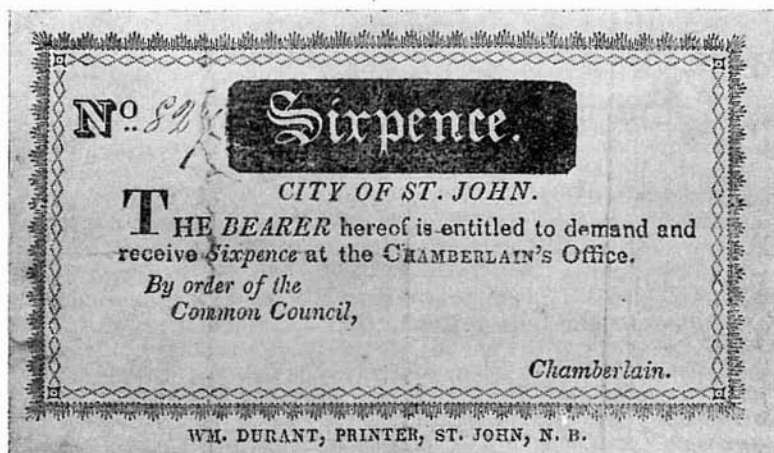 No. 82
Sixpence.
CITY OF ST. JOHN.
THE BEARER hereof is entitled to demand and
receive Sixpence at the CHAMBERLAIN'S Office.
By order of the
Common Council,
Chamberlain.
WM. DURANT, PRINTER, ST. JOHN, N. B.